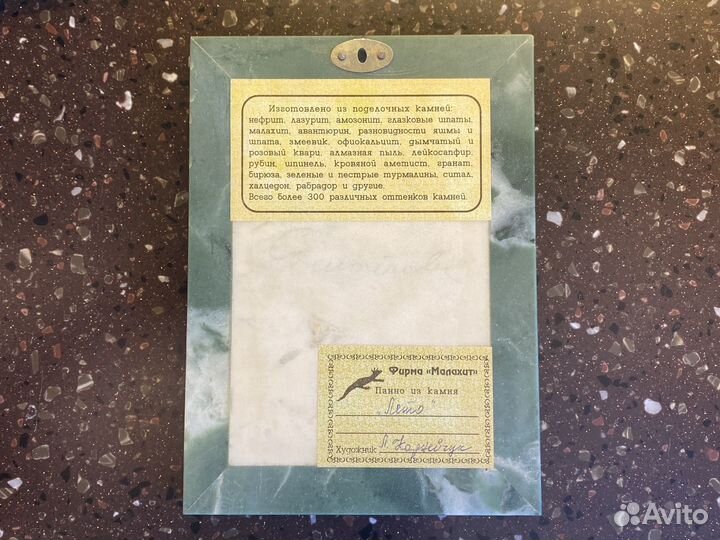 Изготовлено из поделочных камней:
нефрит, лазурит, амозонит, глазковые шпаты,
малахит, авантюрин, разновидности яшмы и
шпата, змеевик, офиокальцит, дымчатый и
розовый кварц, алмазная пыль, лейкосапфир,
рубин, шпинель, кровяной аметист, гранат,
бирюза, зеленые и пестрые турмалины, ситал,
халцедон, рабрадор и другие.
Всего более 300 различных оттенков камней.
Фирма «Малахит»
Панно из камня
„Лето"
Художник Л.
Avito